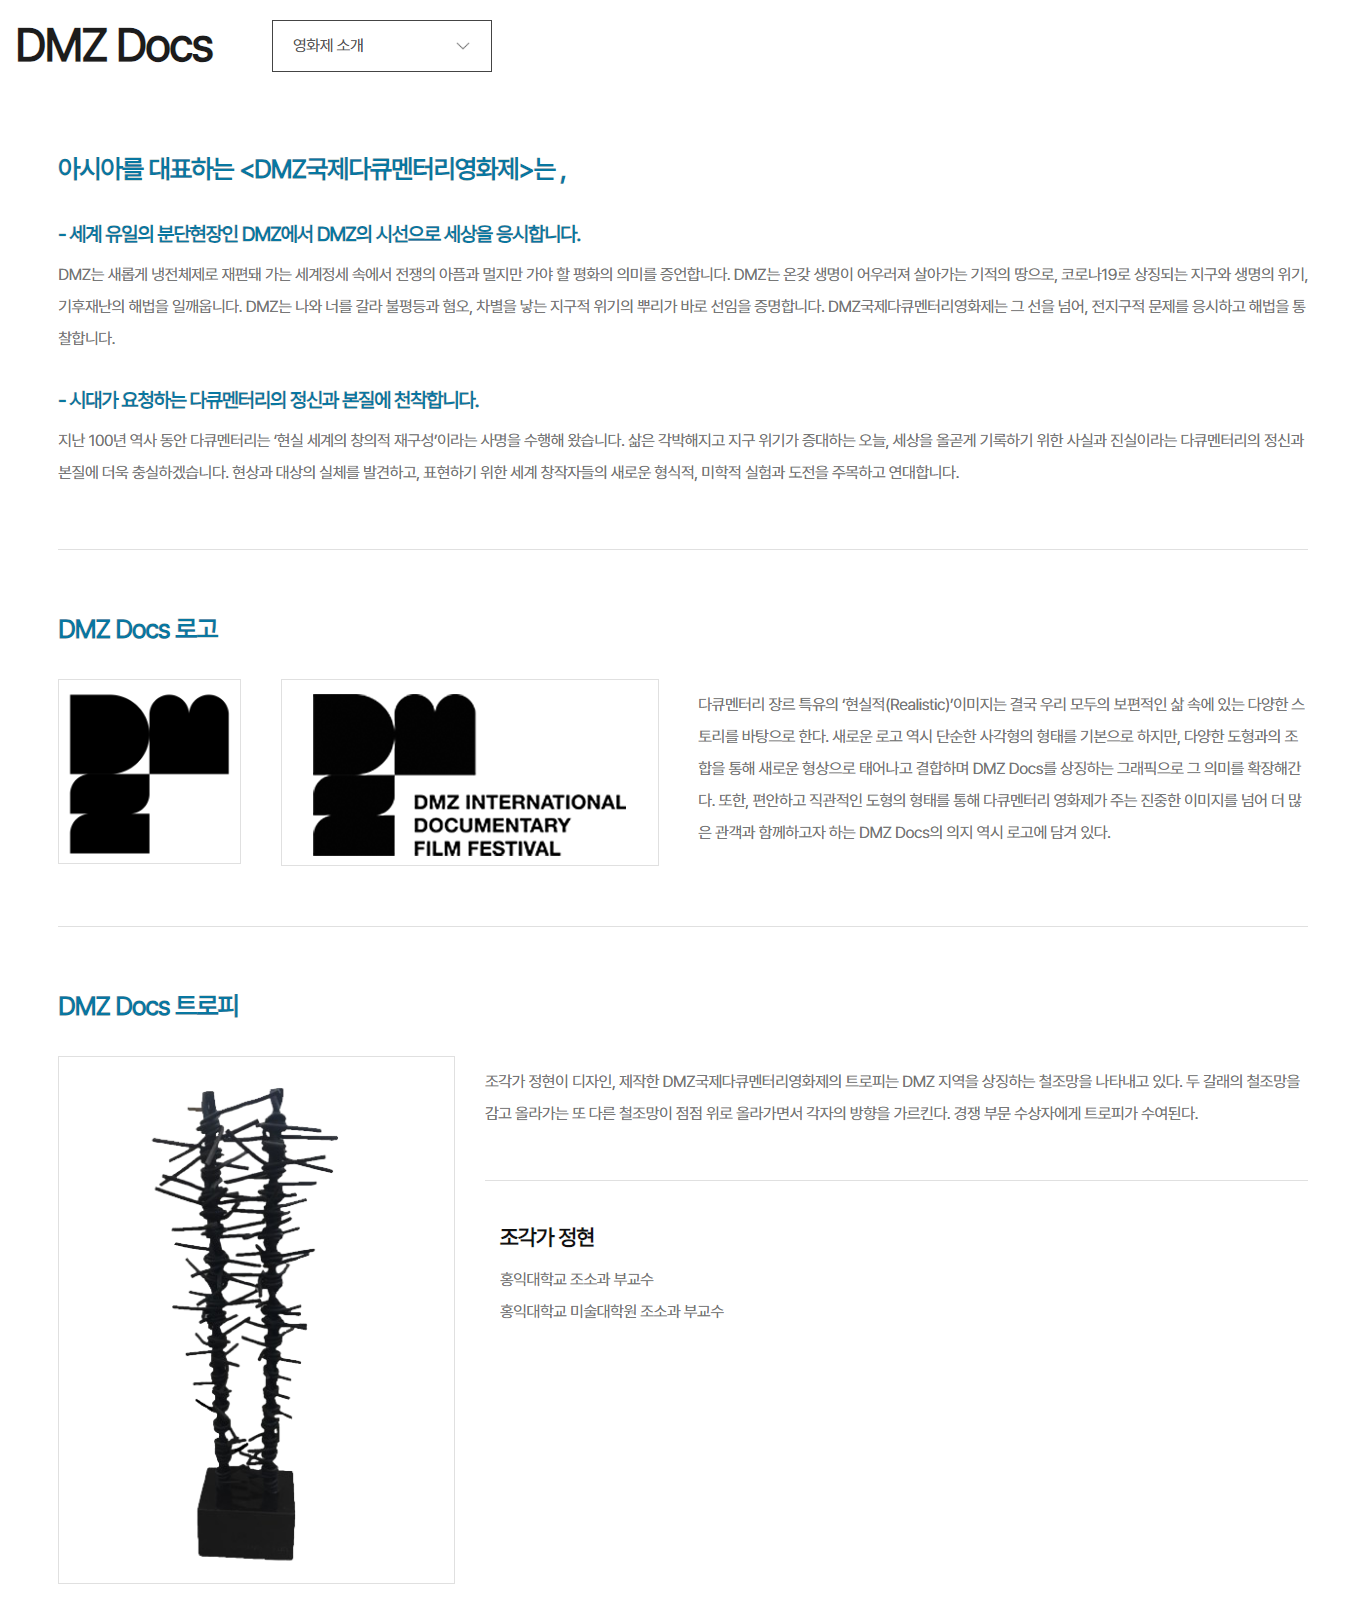 DMZ Docs
영화제 소개
아시아를 대표하는 <DMZ국제다큐멘터리영화제>는 ,
- 세계 유일의 분단현장인 DMZ에서 DMZ의 시선으로 세상을 응시합니다.
DMZ는 새롭게 냉전체제로 재편돼 가는 세계정세 속에서 전쟁의 아픔과 멀지만 가야 할 평화의 의미를 증언합니다. DMZ는 온갖 생명이 어우러져 살아가는 기적의 땅으로, 코로나19로 상징되는 지구와 생명의 위기,
기후재난의 해법을 일깨웁니다. DMZ는 나와 너를 갈라 불평등과 혐오, 차별을 낳는 지구적 위기의 뿌리가 바로 선임을 증명합니다. DMZ국제다큐멘터리영화제는 그 선을 넘어, 전지구적 문제를 응시하고 해법을 통
찰합니다.
- 시대가 요청하는 다큐멘터리의 정신과 본질에 천착합니다.
지난 100년 역사 동안 다큐멘터리는 ‘현실 세계의 창의적 재구성’이라는 사명을 수행해 왔습니다. 삶은 각박해지고 지구 위기가 증대하는 오늘, 세상을 올곧게 기록하기 위한 사실과 진실이라는 다큐멘터리의 정신과
본질에 더욱 충실하겠습니다. 현상과 대상의 실체를 발견하고, 표현하기 위한 세계 창작자들의 새로운 형식적, 미학적 실험과 도전을 주목하고 연대합니다.
DMZ Docs 로고
DMZ
DMZ
DMZ INTERNATIONAL
DOCUMENTARY
FILM FESTIVAL
다큐멘터리 장르 특유의 ‘현실적(Realistic)’이미지는 결국 우리 모두의 보편적인 삶 속에 있는 다양한 스
토리를 바탕으로 한다. 새로운 로고 역시 단순한 사각형의 형태를 기본으로 하지만, 다양한 도형과의 조
합을 통해 새로운 형상으로 태어나고 결합하며 DMZ Docs를 상징하는 그래픽으로 그 의미를 확장해간
다. 또한, 편안하고 직관적인 도형의 형태를 통해 다큐멘터리 영화제가 주는 진중한 이미지를 넘어 더 많
은 관객과 함께하고자 하는 DMZ Docs의 의지 역시 로고에 담겨 있다.
DMZ Docs 트로피
조각가 정현이 디자인, 제작한 DMZ국제다큐멘터리영화제의 트로피는 DMZ 지역을 상징하는 철조망을 나타내고 있다. 두 갈래의 철조망을
감고 올라가는 또 다른 철조망이 점점 위로 올라가면서 각자의 방향을 가르킨다. 경쟁 부문 수상자에게 트로피가 수여된다.
조각가 정현
홍익대학교 조소과 부교수
홍익대학교 미술대학원 조소과 부교수